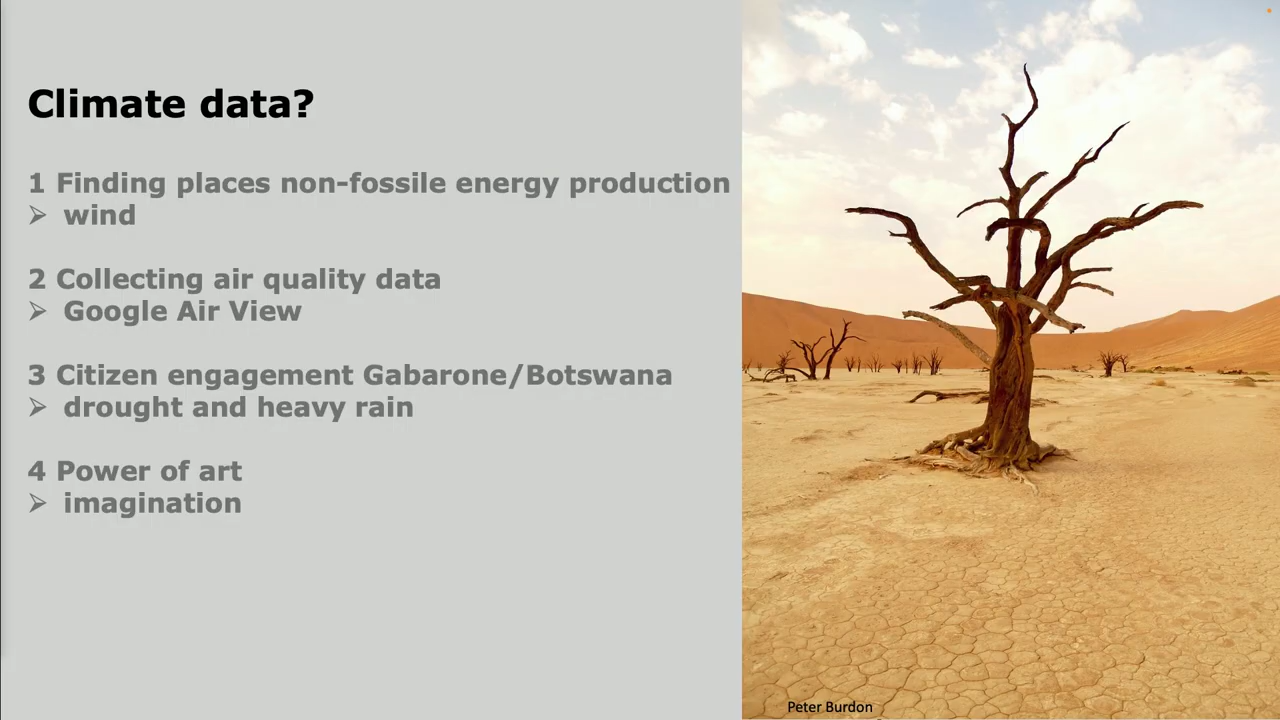 Climate data?
1 Finding places non-fossile energy production
➢ wind
2 Collecting air quality data
➢ Google Air View
3 Citizen engagement Gabarone/Botswana
➢ drought and heavy rain
4 Power of art
➢ imagination
Peter Burdon